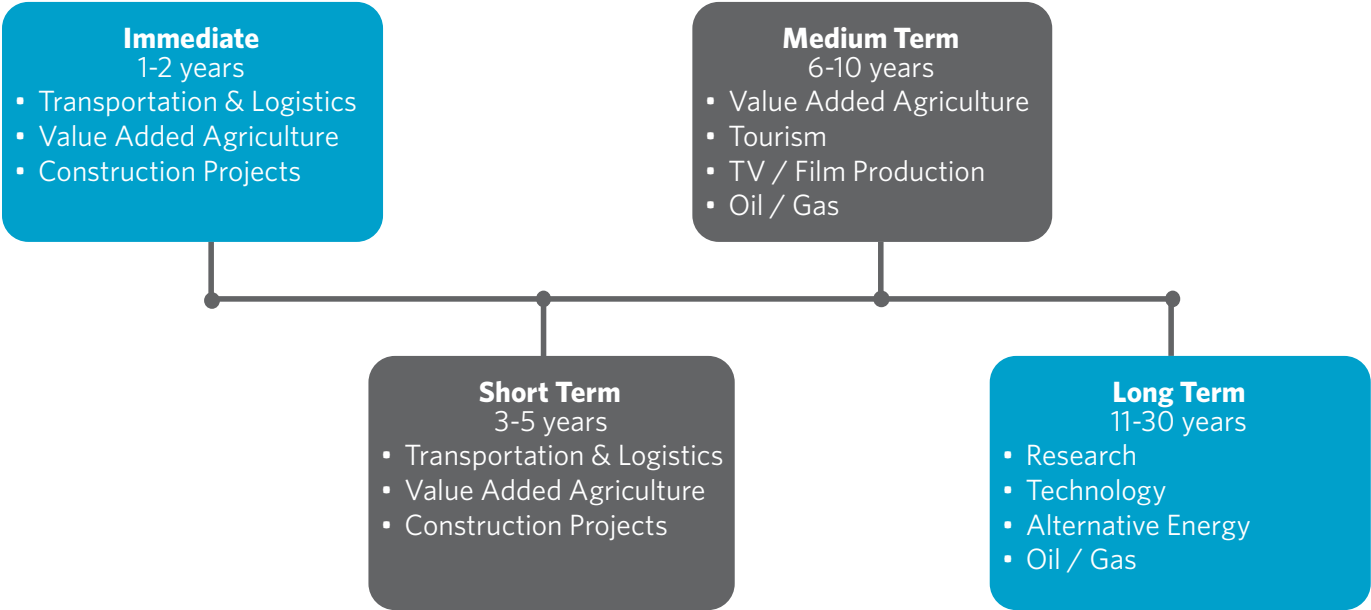 Immediate
1-2 years
• Transportation & Logistics
• Value Added Agriculture
• Construction Projects
Short Term
3-5 years
• Transportation & Logistics
• Value Added Agriculture
• Construction Projects
Medium Term
6-10 years
• Value Added Agriculture
• Tourism
• TV / Film Production
• Oil / Gas
Long Term
11-30 years
• Research
• Technology
• Alternative Energy
• Oil / Gas